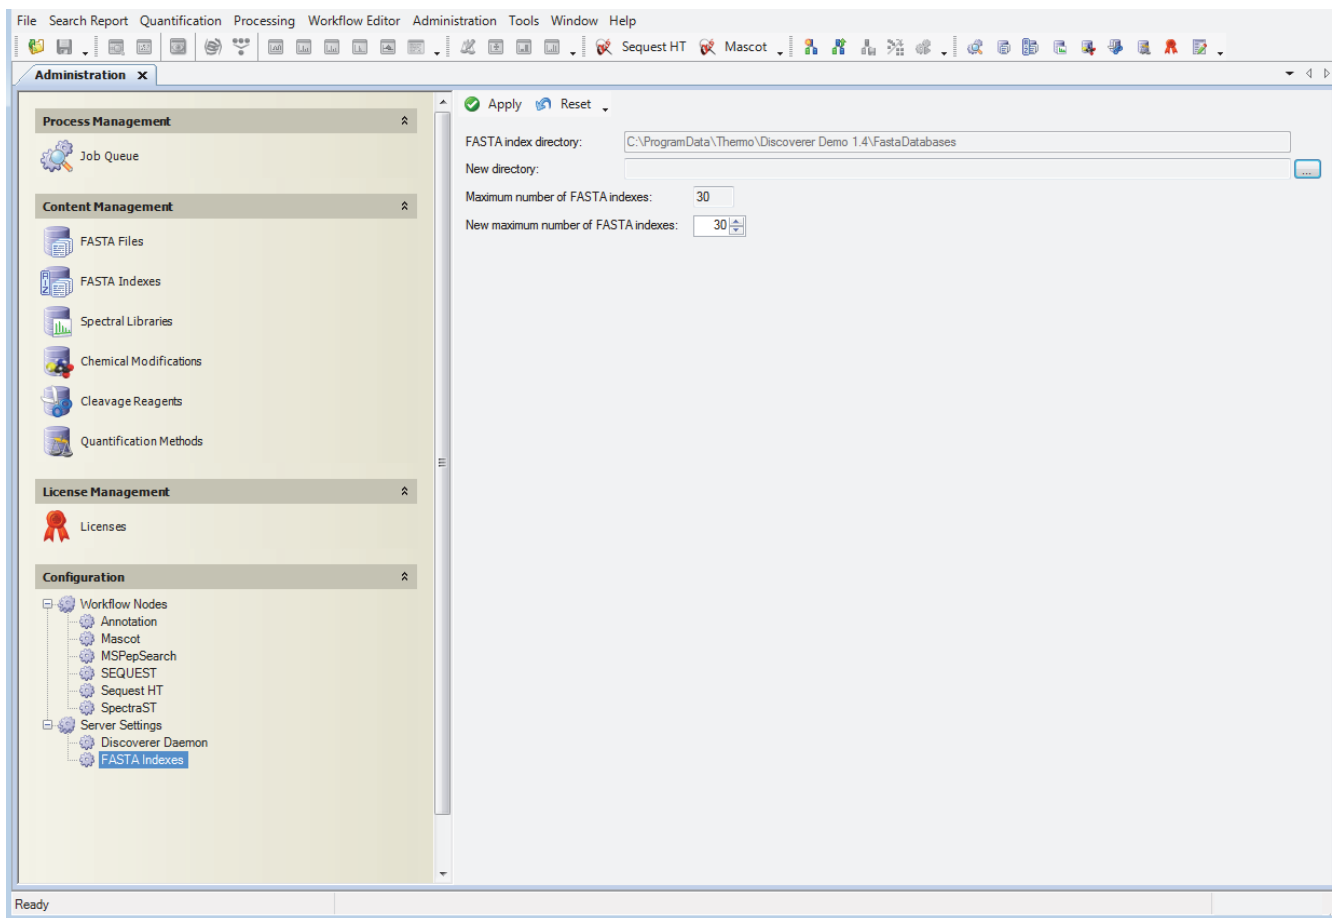 File Search Report Quantification Processing Workflow Editor Administration Tools Window Help
Sequest HT Mascot
Administration x
Process Management
Job Queue
Content Management
FASTA Files
FASTA Indexes
Spectral Libraries
Chemical Modifications
Cleavage Reagents
Quantification Methods
License Management
Licenses
Configuration
Workflow Nodes
Annotation
Mascot
MSPepSearch
SEQUEST
Sequest HT
SpectraST
Server Settings
Discoverer Daemon
FASTA Indexes
Apply Reset
FASTA index directory: C:\ProgramData\Thermo\Discoverer Demo 1.4\FastaDatabases
New directory: ...
Maximum number of FASTA indexes: 30
New maximum number of FASTA indexes: 30
Ready